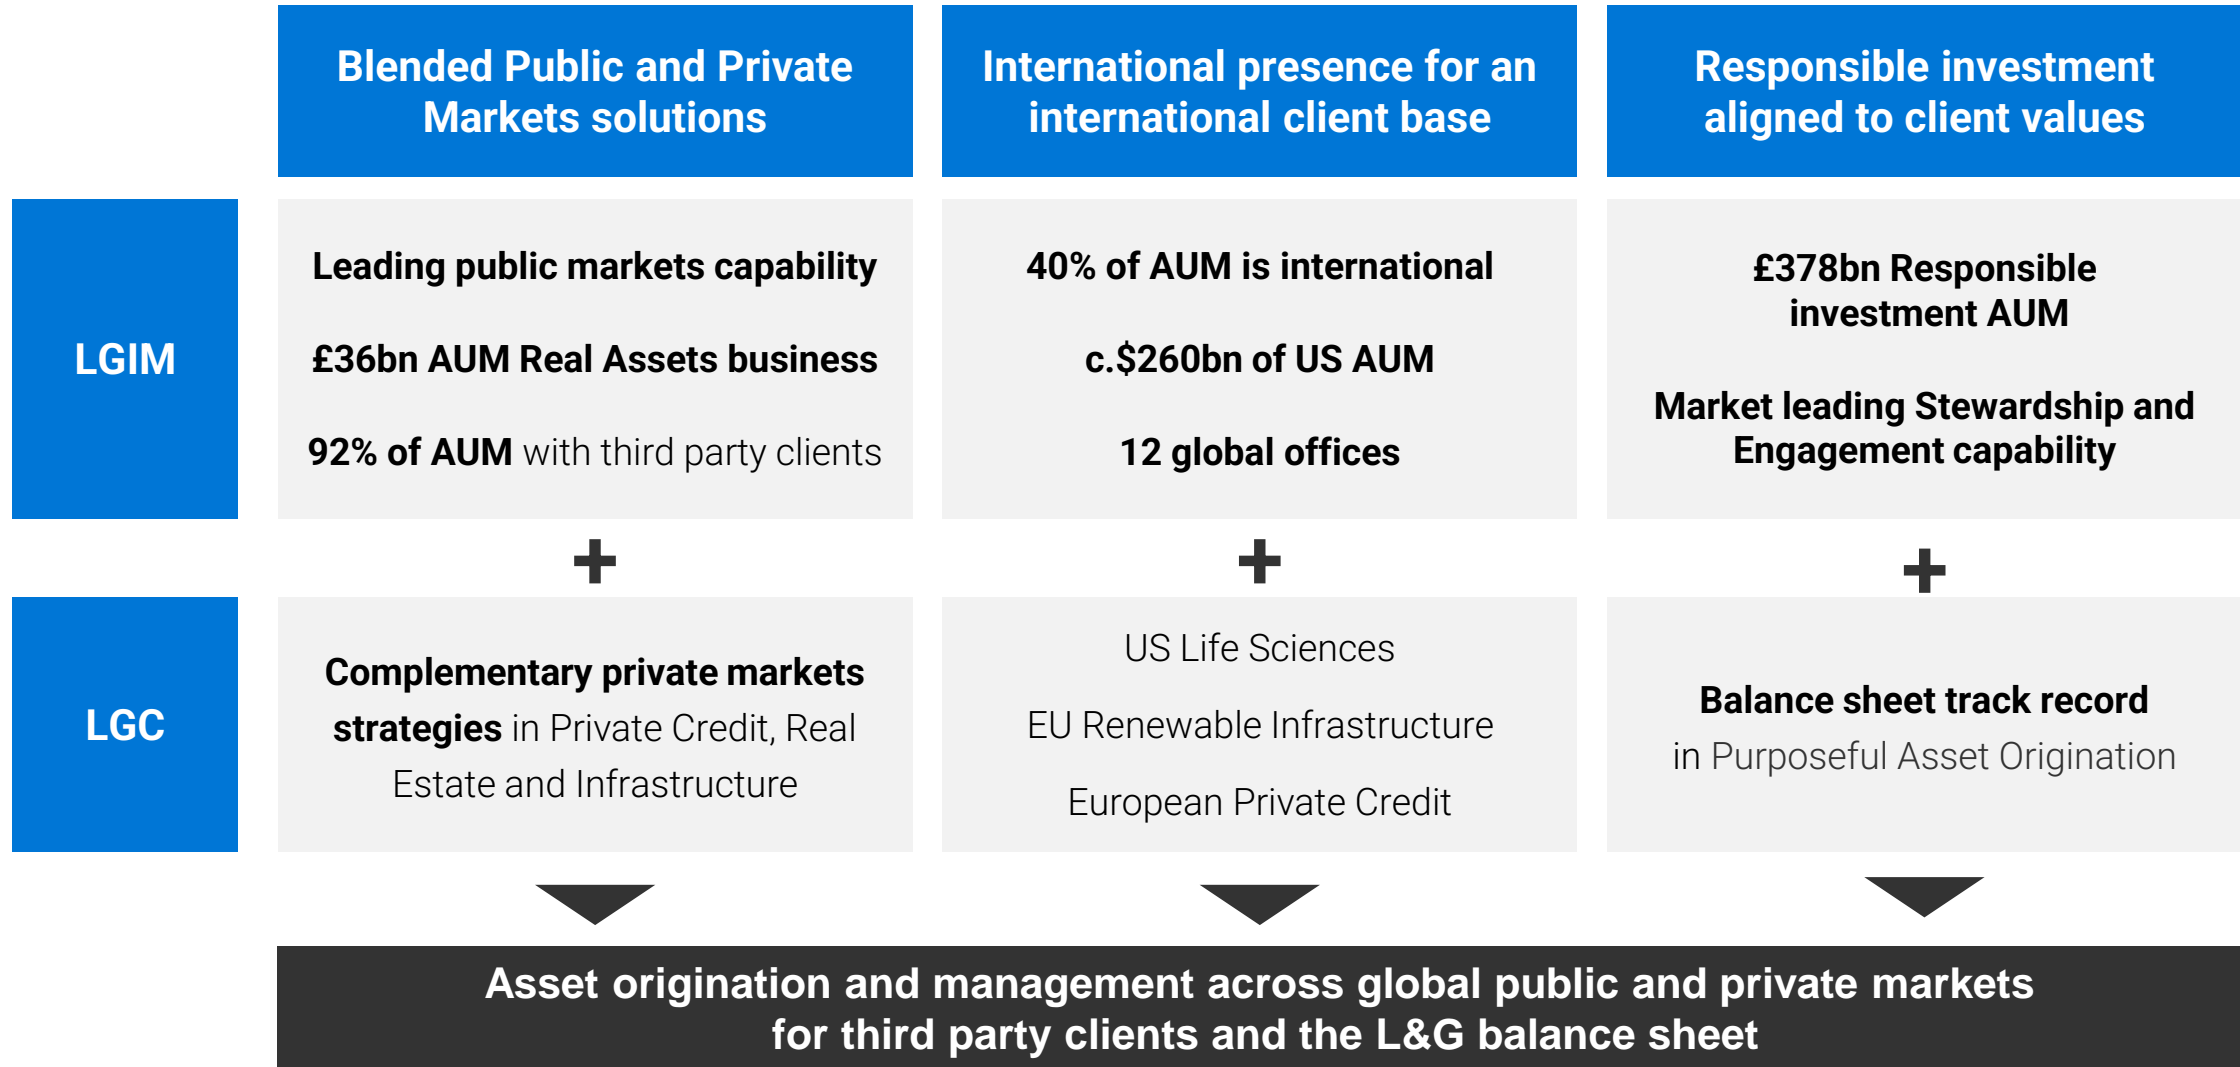 Blended Public and Private
Markets solutions
International presence for an
international client base
Responsible investment
aligned to client values
LGIM
Leading public markets capability
£36bn AUM Real Assets business
92% of AUM with third party clients
40% of AUM is international
c.$260bn of US AUM
12 global offices
£378bn Responsible
investment AUM
Market leading Stewardship and
Engagement capability
+
+
+
LGC
Complementary private markets
strategies in Private Credit, Real
Estate and Infrastructure
US Life Sciences
EU Renewable Infrastructure
European Private Credit
Balance sheet track record
in Purposeful Asset Origination
Asset origination and management across global public and private markets
for third party clients and the L&G balance sheet